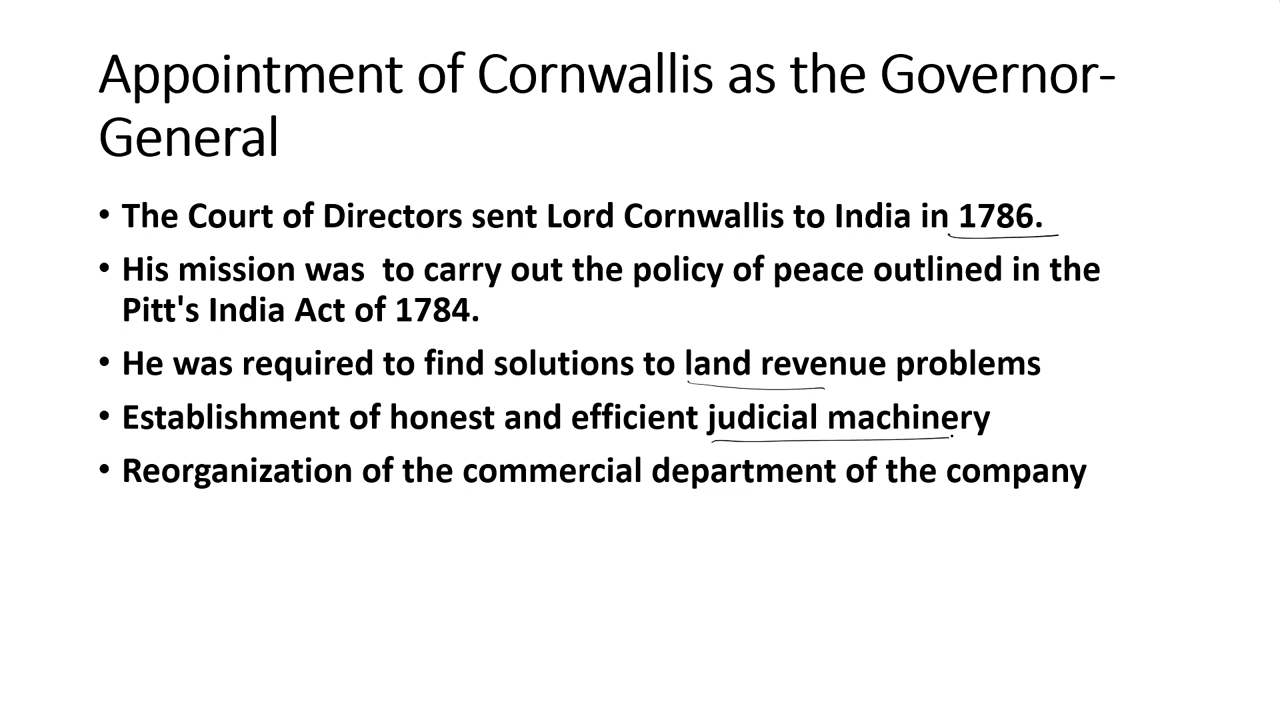 Appointment of Cornwallis as the Governor-
General
• The Court of Directors sent Lord Cornwallis to India in 1786.
• His mission was  to carry out the policy of peace outlined in the
Pitt's India Act of 1784.
• He was required to find solutions to land revenue problems
• Establishment of honest and efficient judicial machinery
• Reorganization of the commercial department of the company